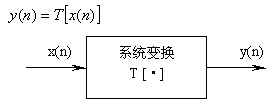 y(n) = T[x(n)]
x(n)
系统变换
y(n)
T [ • ]